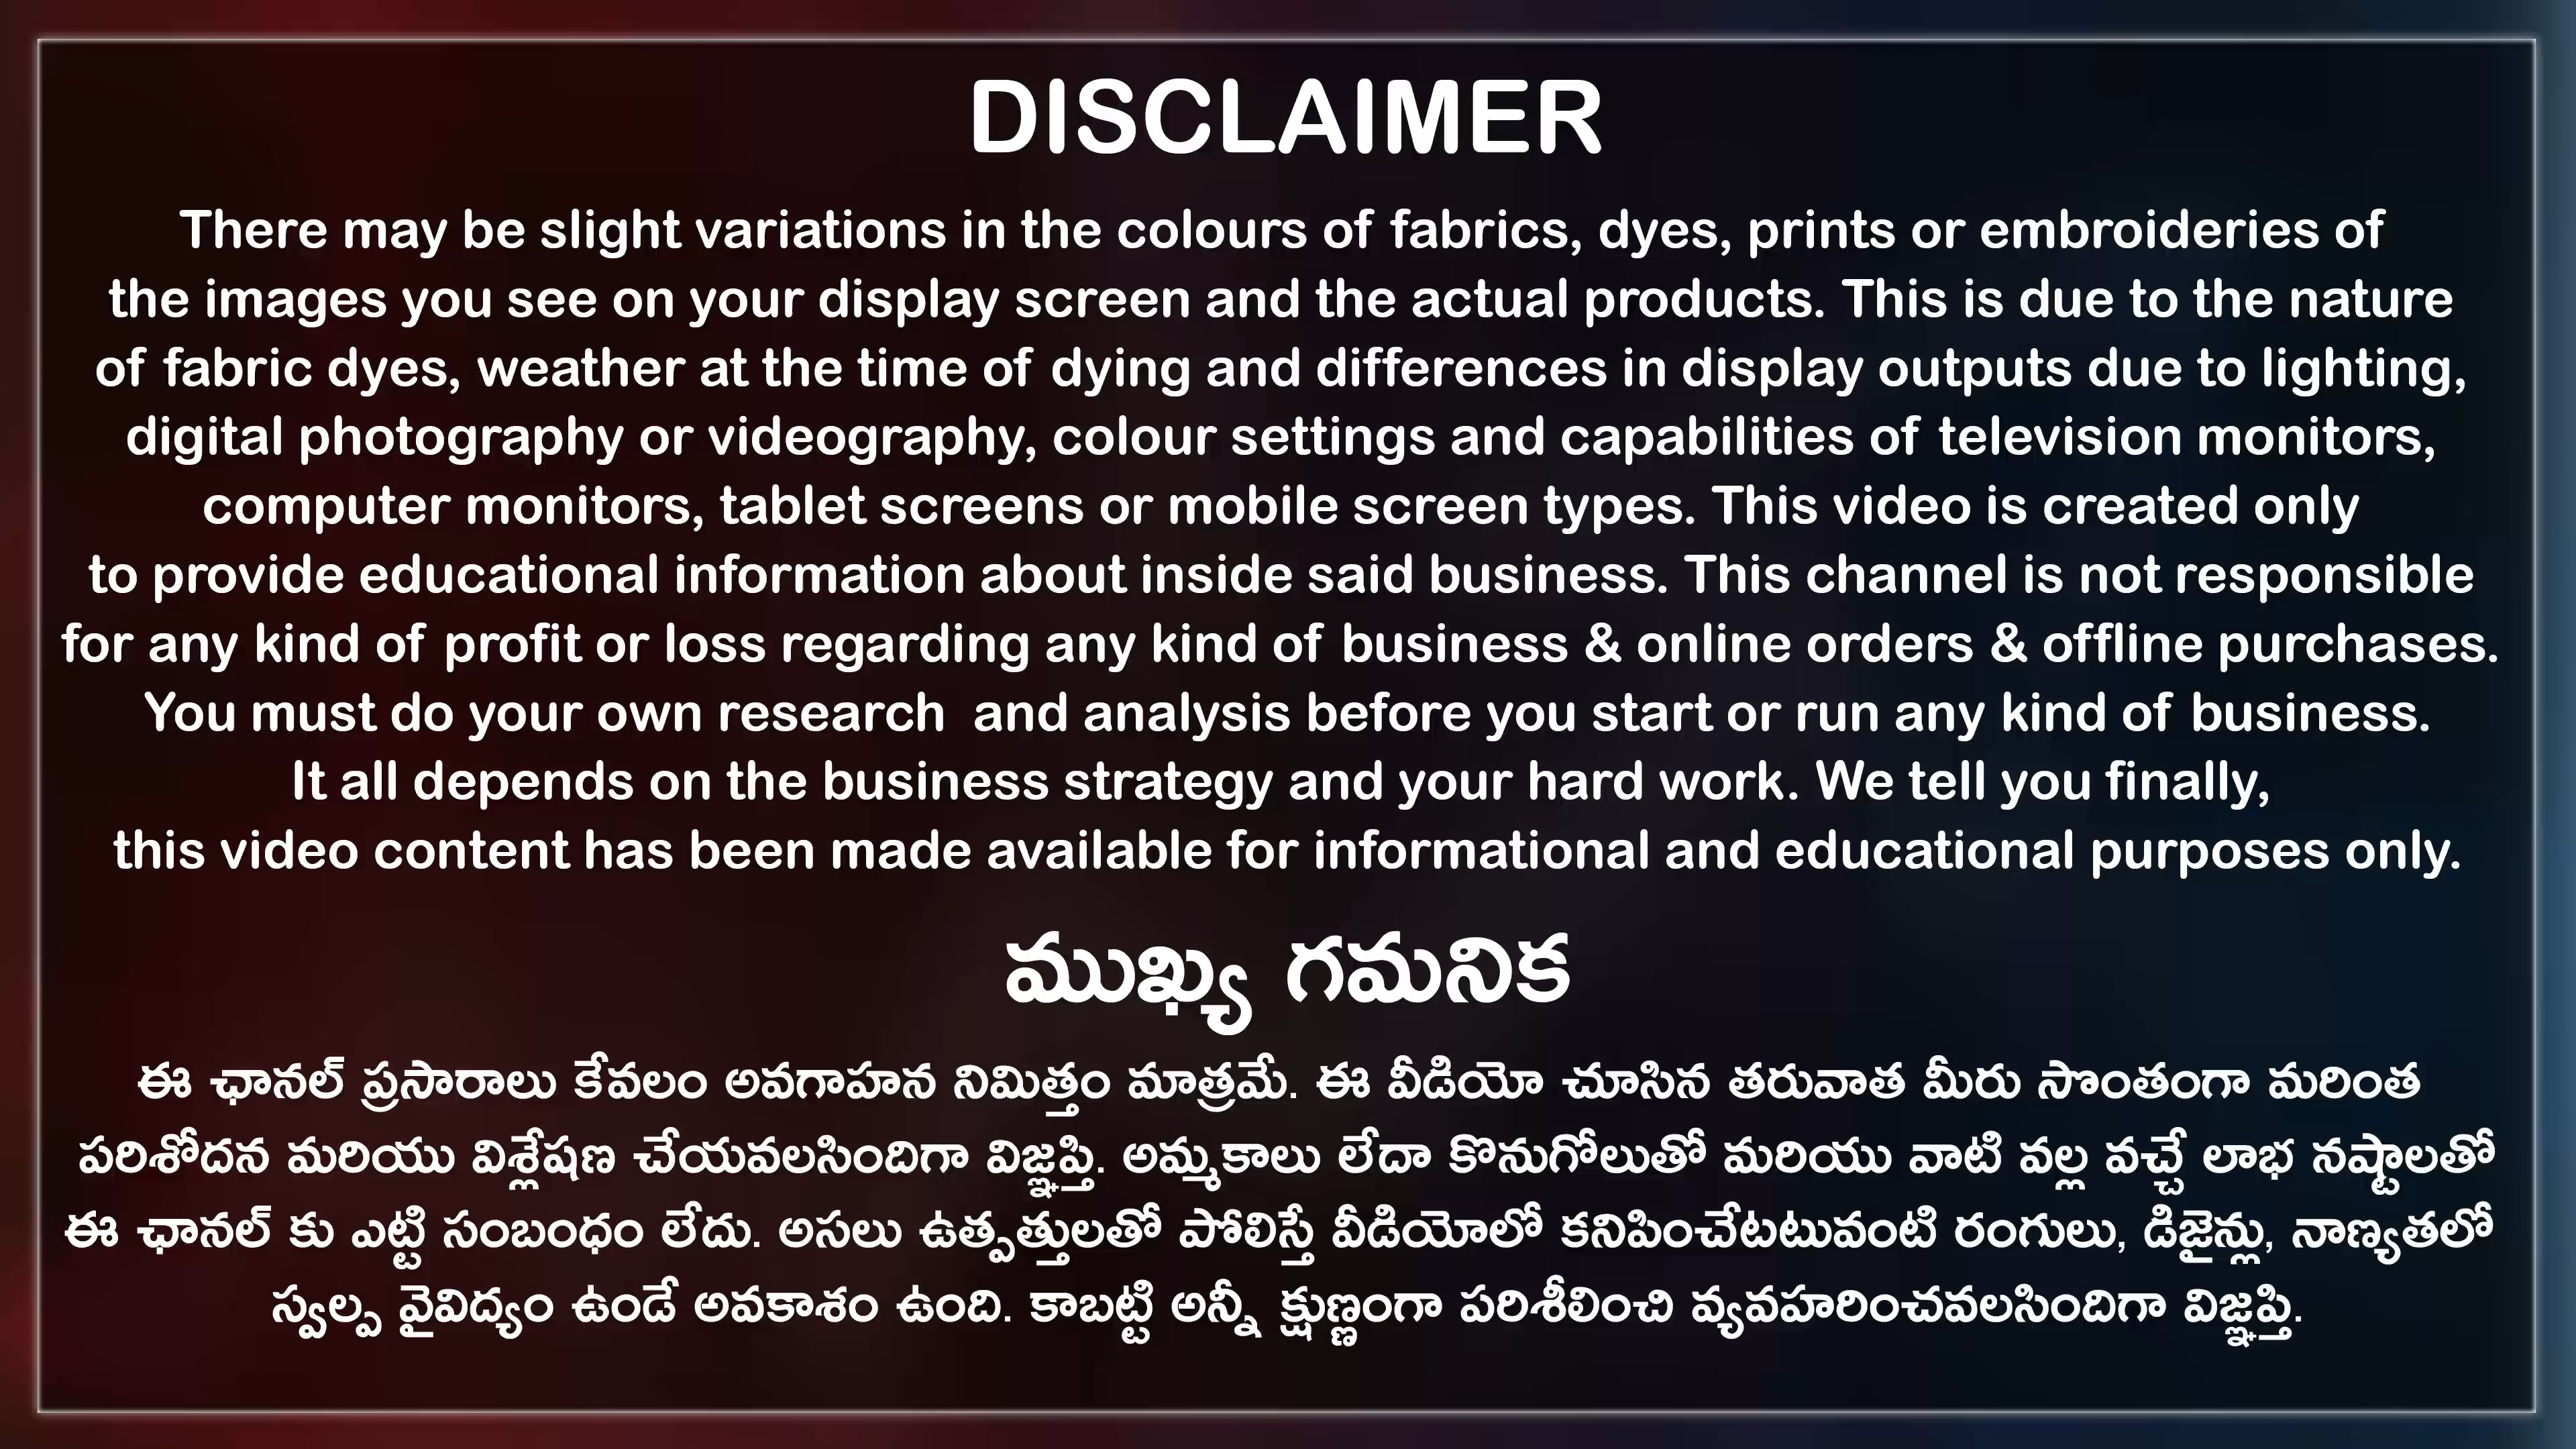 DISCLAIMER
There may be slight variations in the colours of fabrics, dyes, prints or embroideries of
the images you see on your display screen and the actual products. This is due to the nature
of fabric dyes, weather at the time of dying and differences in display outputs due to lighting,
digital photography or videography, colour settings and capabilities of television monitors,
computer monitors, tablet screens or mobile screen types. This video is created only
to provide educational information about inside said business. This channel is not responsible
for any kind of profit or loss regarding any kind of business & online orders & offline purchases.
You must do your own research  and analysis before you start or run any kind of business.
It all depends on the business strategy and your hard work. We tell you finally,
this video content has been made available for informational and educational purposes only.
ముఖ్య గమనిక
ఈ ఛానల్ ప్రసారాలు కేవలం అవగాహన నిమిత్తం మాత్రమే. ఈ వీడియో చూసిన తరువాత మీరు సొంతంగా మరింత
పరిశోదన మరియు విశ్లేషణ చేయవలసిందిగా విజ్ఞప్తి. అమ్మకాలు లేదా కొనుగోలుతో మరియు వాటి వల్ల వచ్చే లాభ నష్టాలతో
ఈ ఛానల్ కు ఎట్టి సంబంధం లేదు. అసలు ఉత్పత్తులతో పోలిస్తే వీడియోలో కనిపించేటటువంటి రంగులు, డిజైన్లు, నాణ్యతలో
స్వల్ప వైవిద్యం ఉండే అవకాశం ఉంది. కాబట్టి అన్నీ క్షుణ్ణంగా పరిశీలించి వ్యవహరించవలసిందిగా విజ్ఞప్తి.